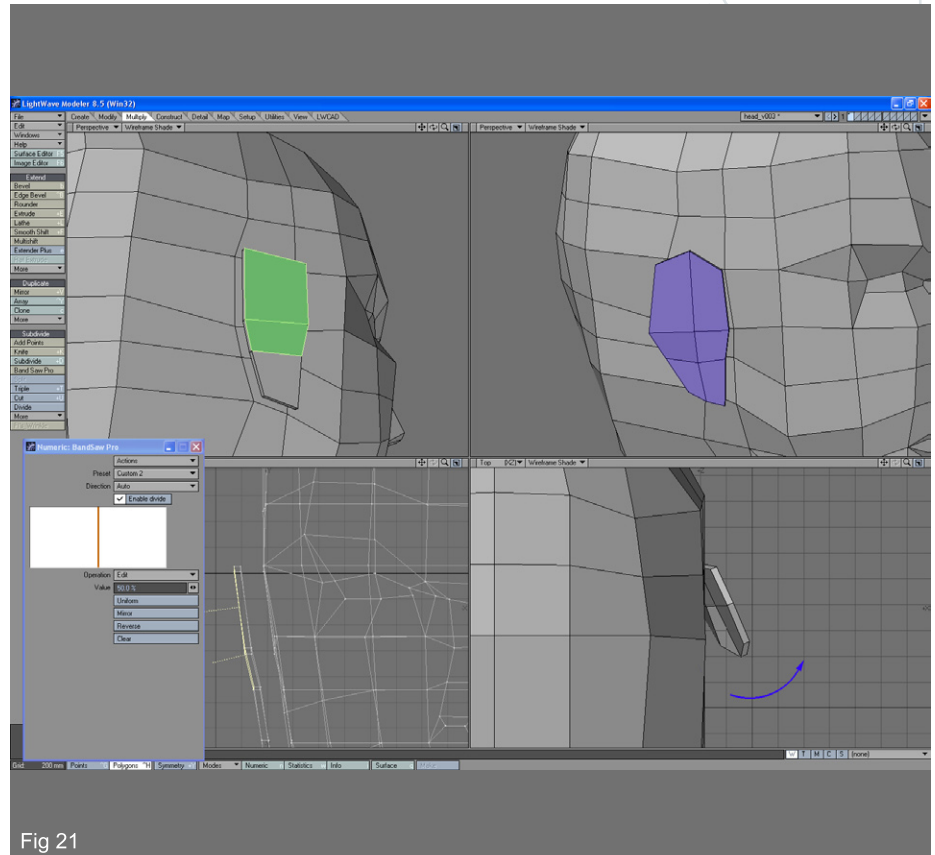 LightWave Modeler 8.5 (Win32)
File Create Modify Multiply Construct Detail Map Setup Utilities View LWCAD head_v003 * 1
Edit Perspective Wireframe Shade Perspective Wireframe Shade
Windows
Help
Surface Editor
Image Editor
Extend
Bevel
Edge Bevel
Rounder
Extrude
Lathe
Smooth Shift
Multishift
Extender Plus
More
Duplicate
Mirror
Array
Clone
More
Subdivide
Add Points
Knife
Subdivide
Band Saw Pro
Triple
Cut
Divide
More
Numeric: BandSaw Pro
Top (XZ) Wireframe Shade
Actions
Preset Custom 2
Direction Auto
Enable divide
Operation Edit
Value 50.0 %
Uniform
Mirror
Reverse
Clear
W T M C S (none)
Grid: 200 mm Points Polygons ^H Symmetry Modes Numeric Statistics Info Surface
Fig 21